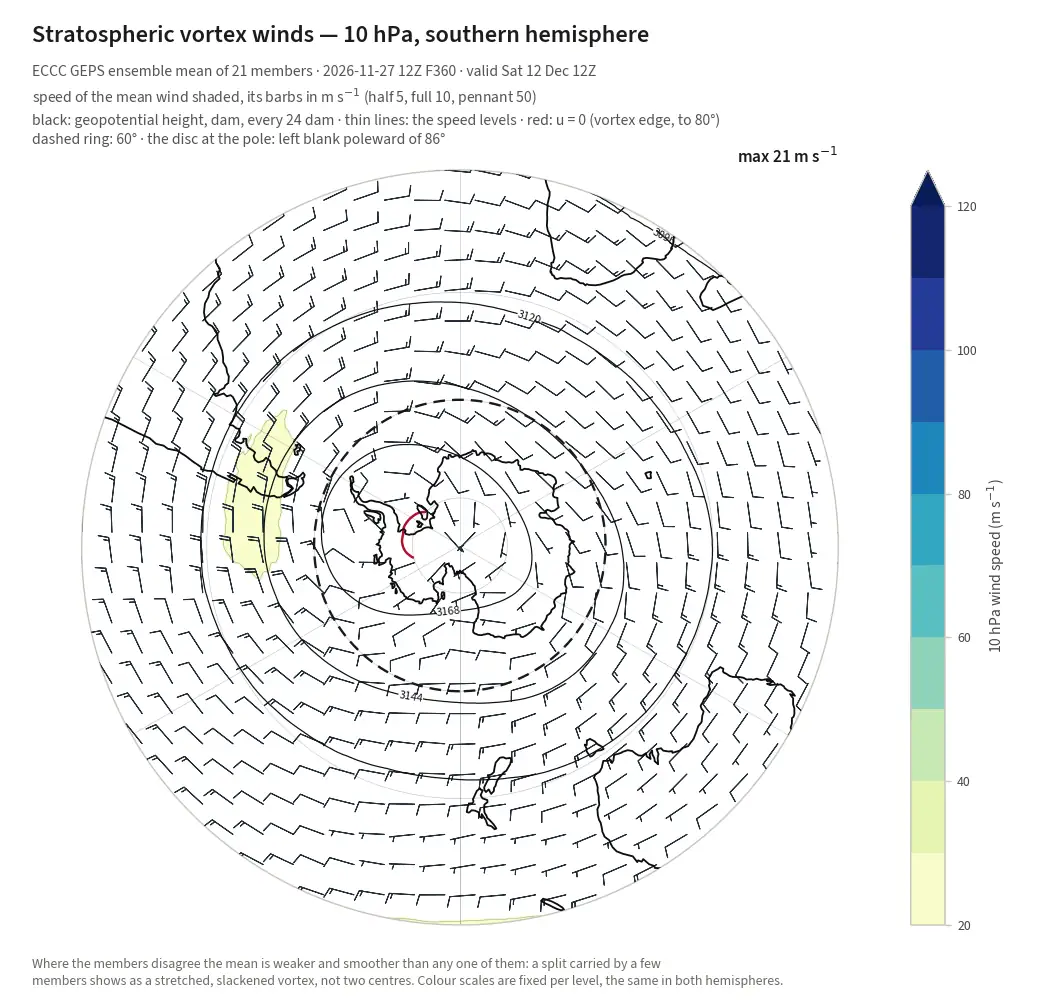 Stratospheric vortex winds — 10 hPa, southern hemisphere
ECCC GEPS ensemble mean of 21 members · 2026-11-27 12Z F360 · valid Sat 12 Dec 12Z
speed of the mean wind shaded, its barbs in m s⁻¹ (half 5, full 10, pennant 50)
black: geopotential height, dam, every 24 dam · thin lines: the speed levels · red: u = 0 (vortex edge, to 80°)
dashed ring: 60° · the disc at the pole: left blank poleward of 86°
max 21 m s⁻¹
3096
3120
3168
3144
120
100
80
60
40
20
10 hPa wind speed (m s⁻¹)
Where the members disagree the mean is weaker and smoother than any one of them: a split carried by a few
members shows as a stretched, slackened vortex, not two centres. Colour scales are fixed per level, the same in both hemispheres.